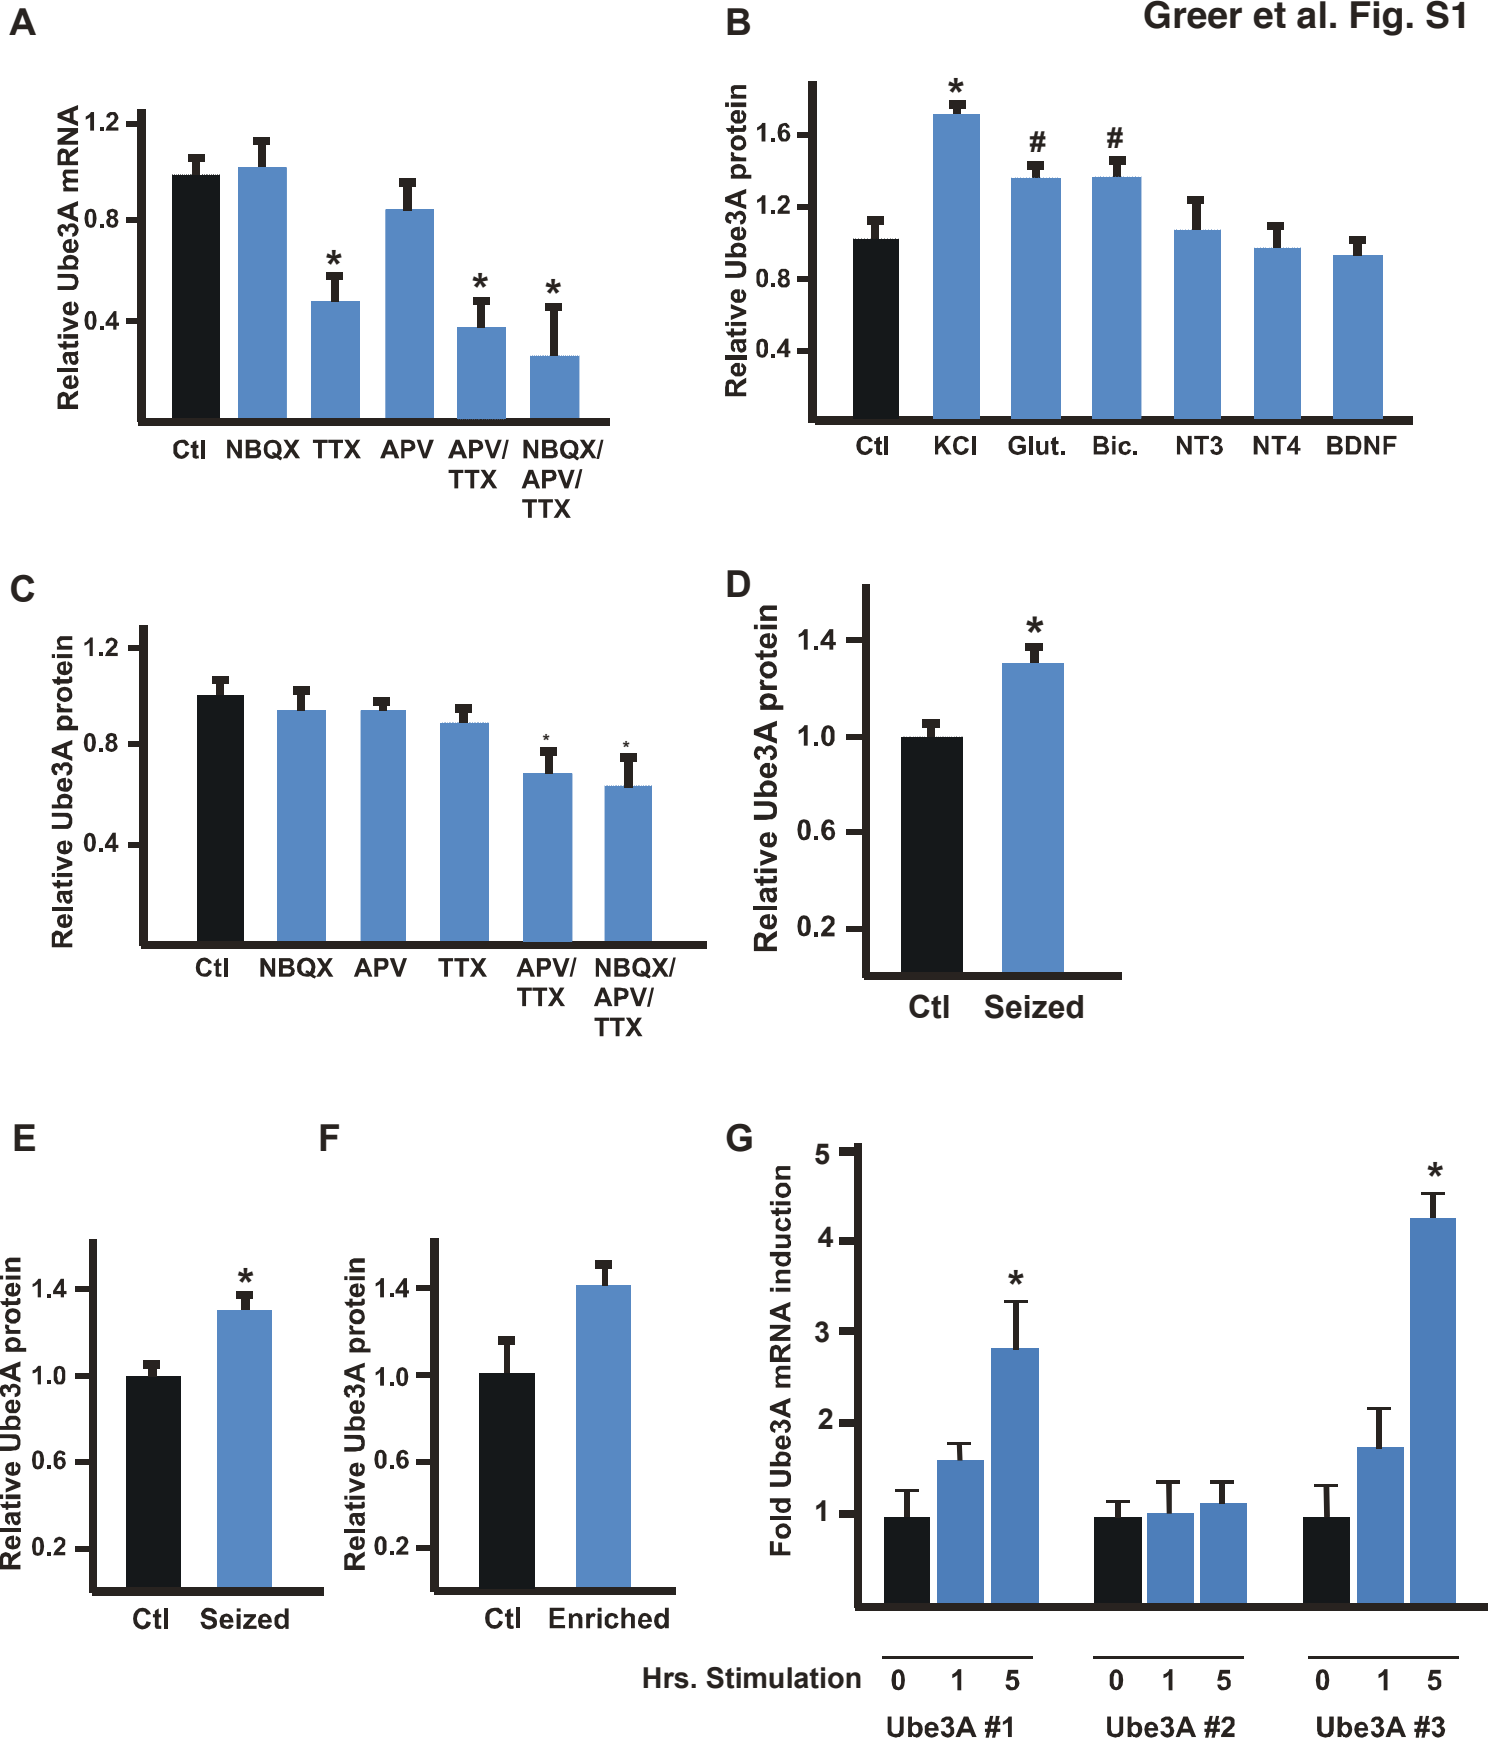 Greer et al. Fig. S1
A
Relative Ube3A mRNA
1.2
0.8
0.4
*
*
*
Ctl NBQX TTX APV APV/ NBQX/
TTX APV/
TTX
B
Relative Ube3A protein
1.6
1.2
0.8
0.4
*
#
#
Ctl KCl Glut. Bic. NT3 NT4 BDNF
C
Relative Ube3A protein
1.2
0.8
0.4
*
*
Ctl NBQX APV TTX APV/ NBQX/
TTX APV/
TTX
D
Relative Ube3A protein
1.4
1.0
0.6
0.2
*
Ctl Seized
E
Relative Ube3A protein
1.4
1.0
0.6
0.2
*
Ctl Seized
F
Relative Ube3A protein
1.4
1.0
0.6
0.2
Ctl Enriched
G
Fold Ube3A mRNA induction
5
4
3
2
1
*
*
Hrs. Stimulation 0 1 5 0 1 5 0 1 5
Ube3A #1 Ube3A #2 Ube3A #3